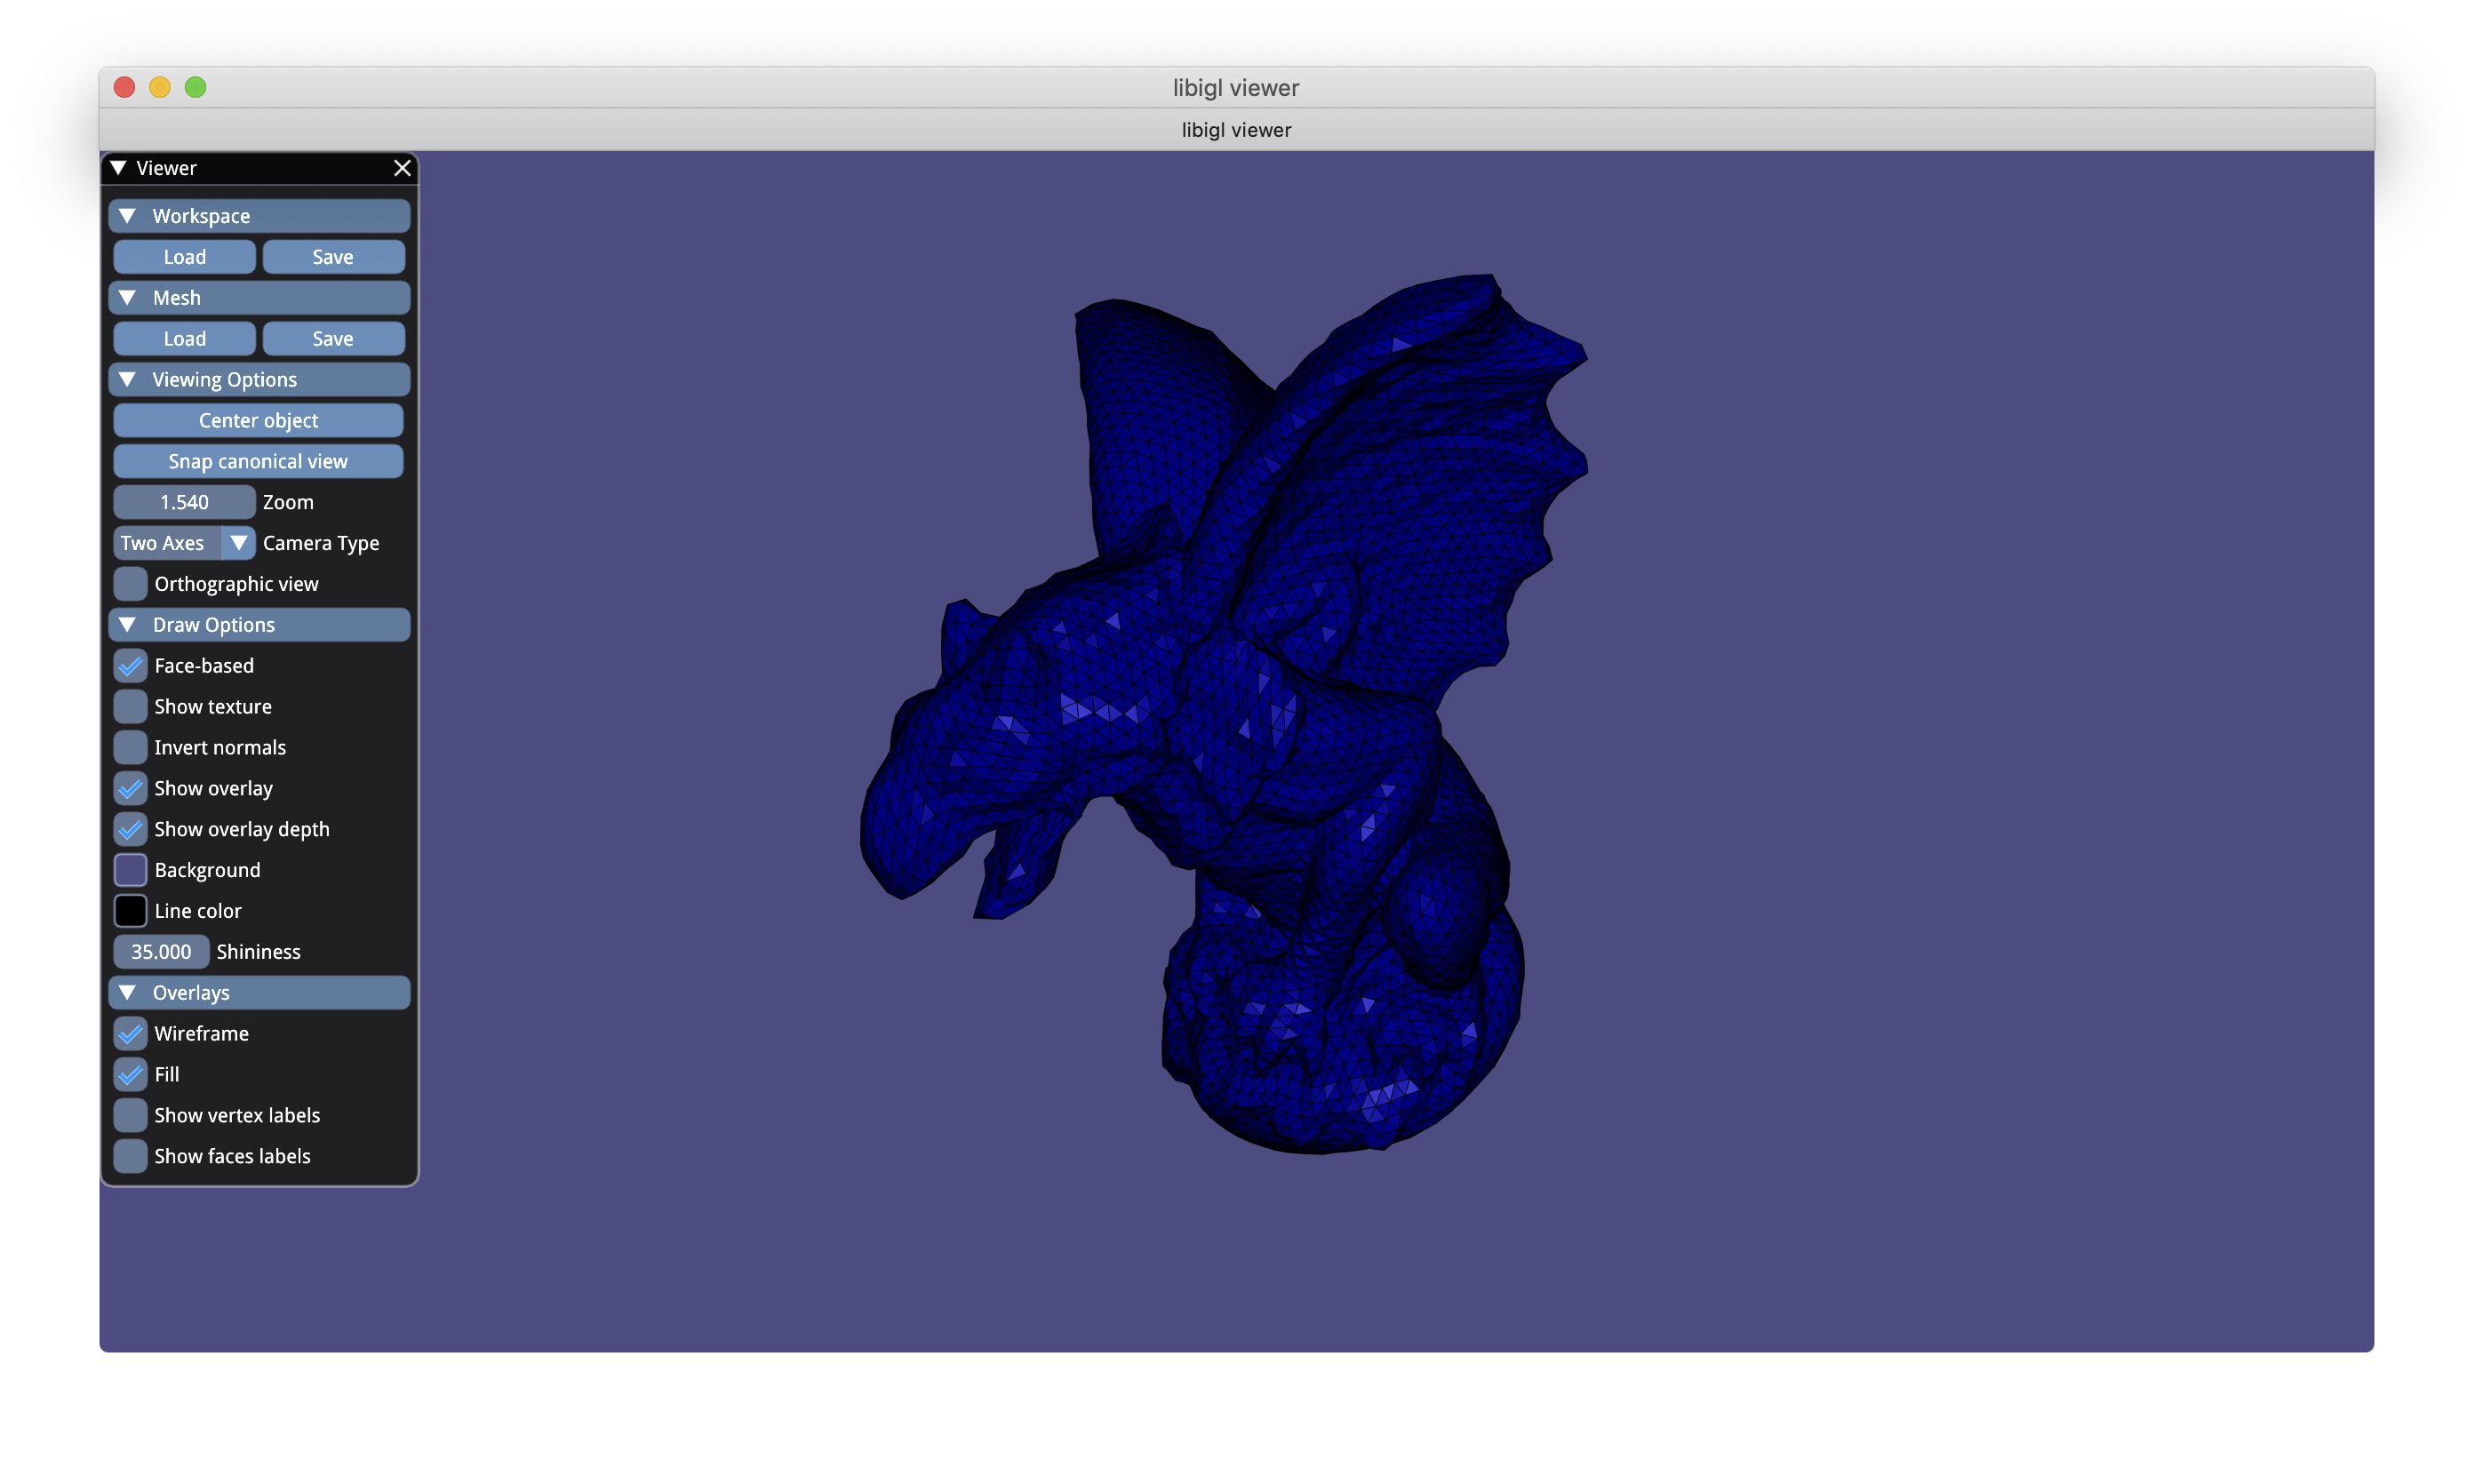 libigl viewer
libigl viewer
Viewer
Workspace
Load Save
Mesh
Load Save
Viewing Options
Center object
Snap canonical view
1.540 Zoom
Two Axes Camera Type
Orthographic view
Draw Options
Face-based
Show texture
Invert normals
Show overlay
Show overlay depth
Background
Line color
35.000 Shininess
Overlays
Wireframe
Fill
Show vertex labels
Show faces labels